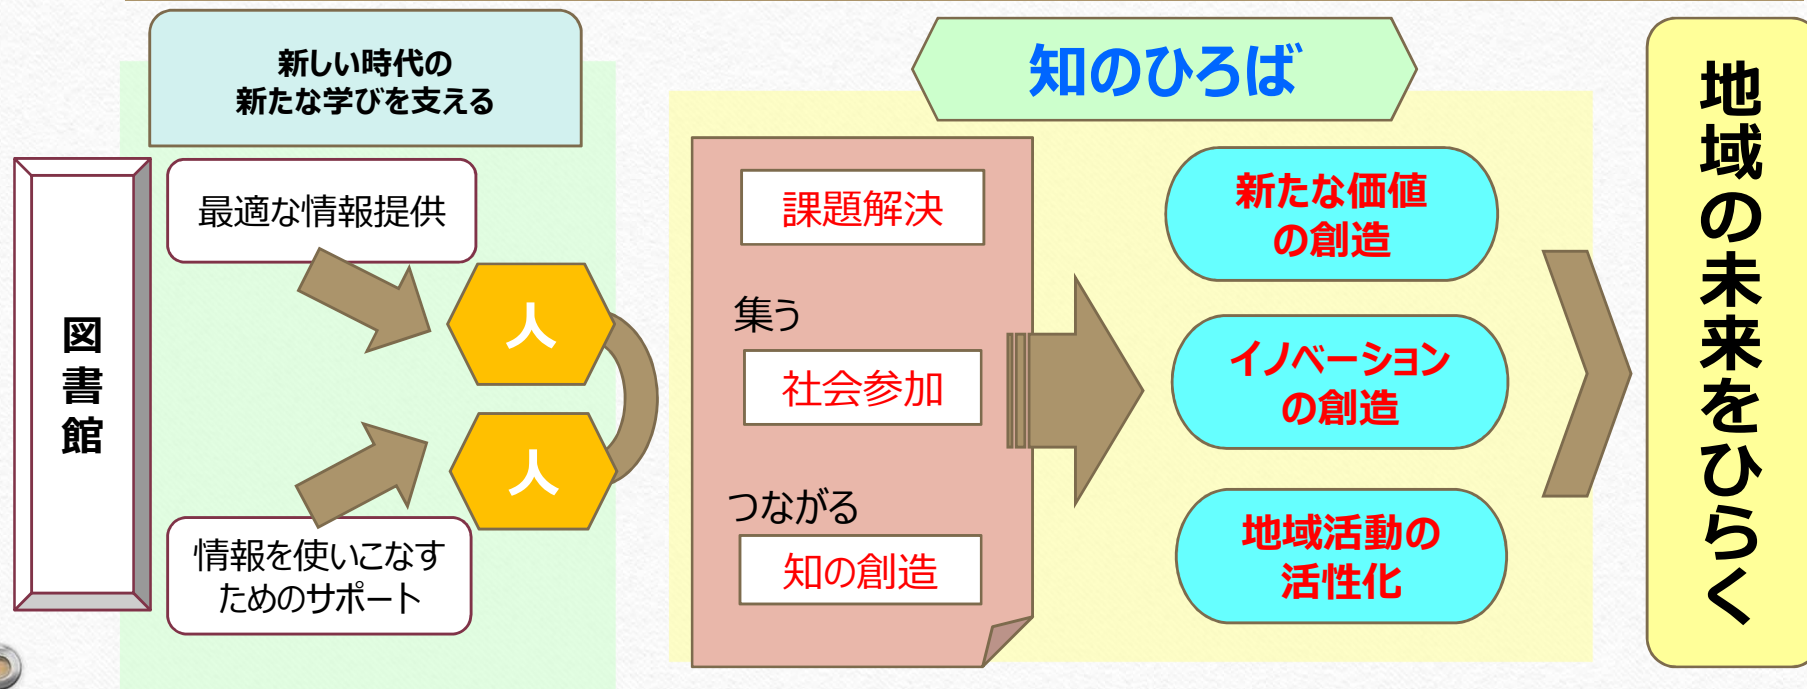 新しい時代の
新たな学びを支える
図書館
最適な情報提供
人
人
情報を使いこなす
ためのサポート
知のひろば
課題解決
集う
社会参加
つながる
知の創造
新たな価値
の創造
イノベーション
の創造
地域活動の
活性化
地域の未来をひらく